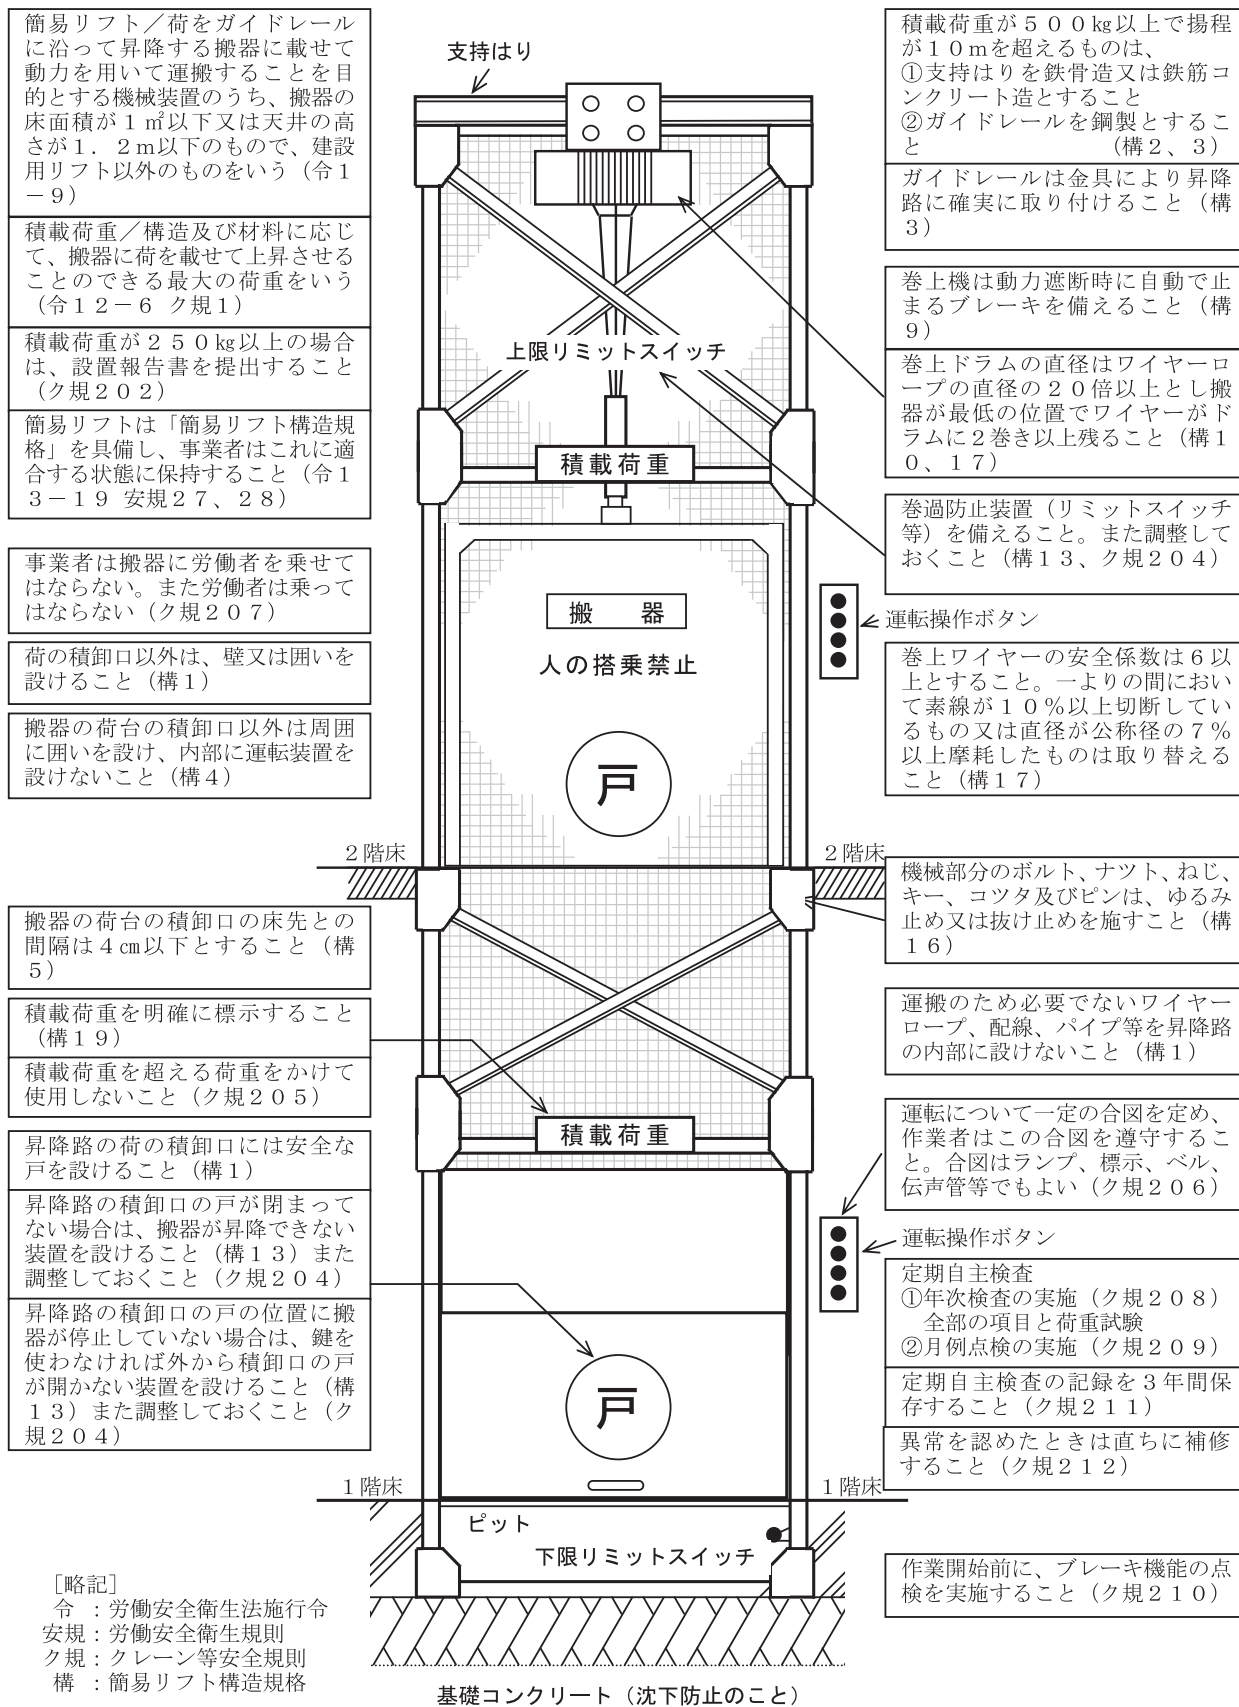 簡易リフト／荷をガイドレール
に沿って昇降する搬器に載せて
動力を用いて運搬することを目
的とする機械装置のうち、搬器の
床面積が１㎡以下又は天井の高
さが１．２ｍ以下のもので、建設
用リフト以外のものをいう（令１
－９）
積載荷重／構造及び材料に応じ
て、搬器に荷を載せて上昇させる
ことのできる最大の荷重をいう
（令１２－６ ク規１）
積載荷重が２５０㎏以上の場合
は、設置報告書を提出すること
（ク規２０２）
簡易リフトは「簡易リフト構造規
格」を具備し、事業者はこれに適
合する状態に保持すること（令１
３－１９ 安規２７、２８）
事業者は搬器に労働者を乗せて
はならない。また労働者は乗って
はならない（ク規２０７）
荷の積卸口以外は、壁又は囲いを
設けること（構１）
搬器の荷台の積卸口以外は周囲
に囲いを設け、内部に運転装置を
設けないこと（構４）
搬器の荷台の積卸口の床先との
間隔は４㎝以下とすること（構
５）
積載荷重を明確に標示すること
（構１９）
積載荷重を超える荷重をかけて
使用しないこと（ク規２０５）
昇降路の荷の積卸口には安全な
戸を設けること（構１）
昇降路の積卸口の戸が閉まって
ない場合は、搬器が昇降できない
装置を設けること（構１３）また
調整しておくこと（ク規２０４）
昇降路の積卸口の戸の位置に搬
器が停止していない場合は、鍵を
使わなければ外から積卸口の戸
が開かない装置を設けること（構
１３）また調整しておくこと（ク
規２０４）
［略記］
令 ：労働安全衛生法施行令
安規：労働安全衛生規則
ク規：クレーン等安全規則
構 ：簡易リフト構造規格
支持はり
上限リミットスイッチ
積載荷重
搬 器
人の搭乗禁止
戸
２階床
２階床
積載荷重
戸
１階床
１階床
ピット
下限リミットスイッチ
基礎コンクリート（沈下防止のこと）
積載荷重が５００㎏以上で揚程
が１０ｍを超えるものは、
①支持はりを鉄骨造又は鉄筋コ
ンクリート造とすること
②ガイドレールを鋼製とするこ
と （構２、３）
ガイドレールは金具により昇降
路に確実に取り付けること（構
３）
巻上機は動力遮断時に自動で止
まるブレーキを備えること（構
９）
巻上ドラムの直径はワイヤーロ
ープの直径の２０倍以上とし搬
器が最低の位置でワイヤーがド
ラムに２巻き以上残ること（構１
０、１７）
巻過防止装置（リミットスイッチ
等）を備えること。また調整して
おくこと（構１３、ク規２０４）
運転操作ボタン
巻上ワイヤーの安全係数は６以
上とすること。一よりの間におい
て素線が１０％以上切断してい
るもの又は直径が公称径の７％
以上摩耗したものは取り替える
こと（構１７）
機械部分のボルト、ナツト、ねじ、
キー、コツタ及びピンは、ゆるみ
止め又は抜け止めを施すこと（構
１６）
運搬のため必要でないワイヤー
ロープ、配線、パイプ等を昇降路
の内部に設けないこと（構１）
運転について一定の合図を定め、
作業者はこの合図を遵守するこ
と。合図はランプ、標示、ベル、
伝声管等でもよい（ク規２０６）
運転操作ボタン
定期自主検査
①年次検査の実施（ク規２０８）
全部の項目と荷重試験
②月例点検の実施（ク規２０９）
定期自主検査の記録を３年間保
存すること（ク規２１１）
異常を認めたときは直ちに補修
すること（ク規２１２）
作業開始前に、ブレーキ機能の点
検を実施すること（ク規２１０）